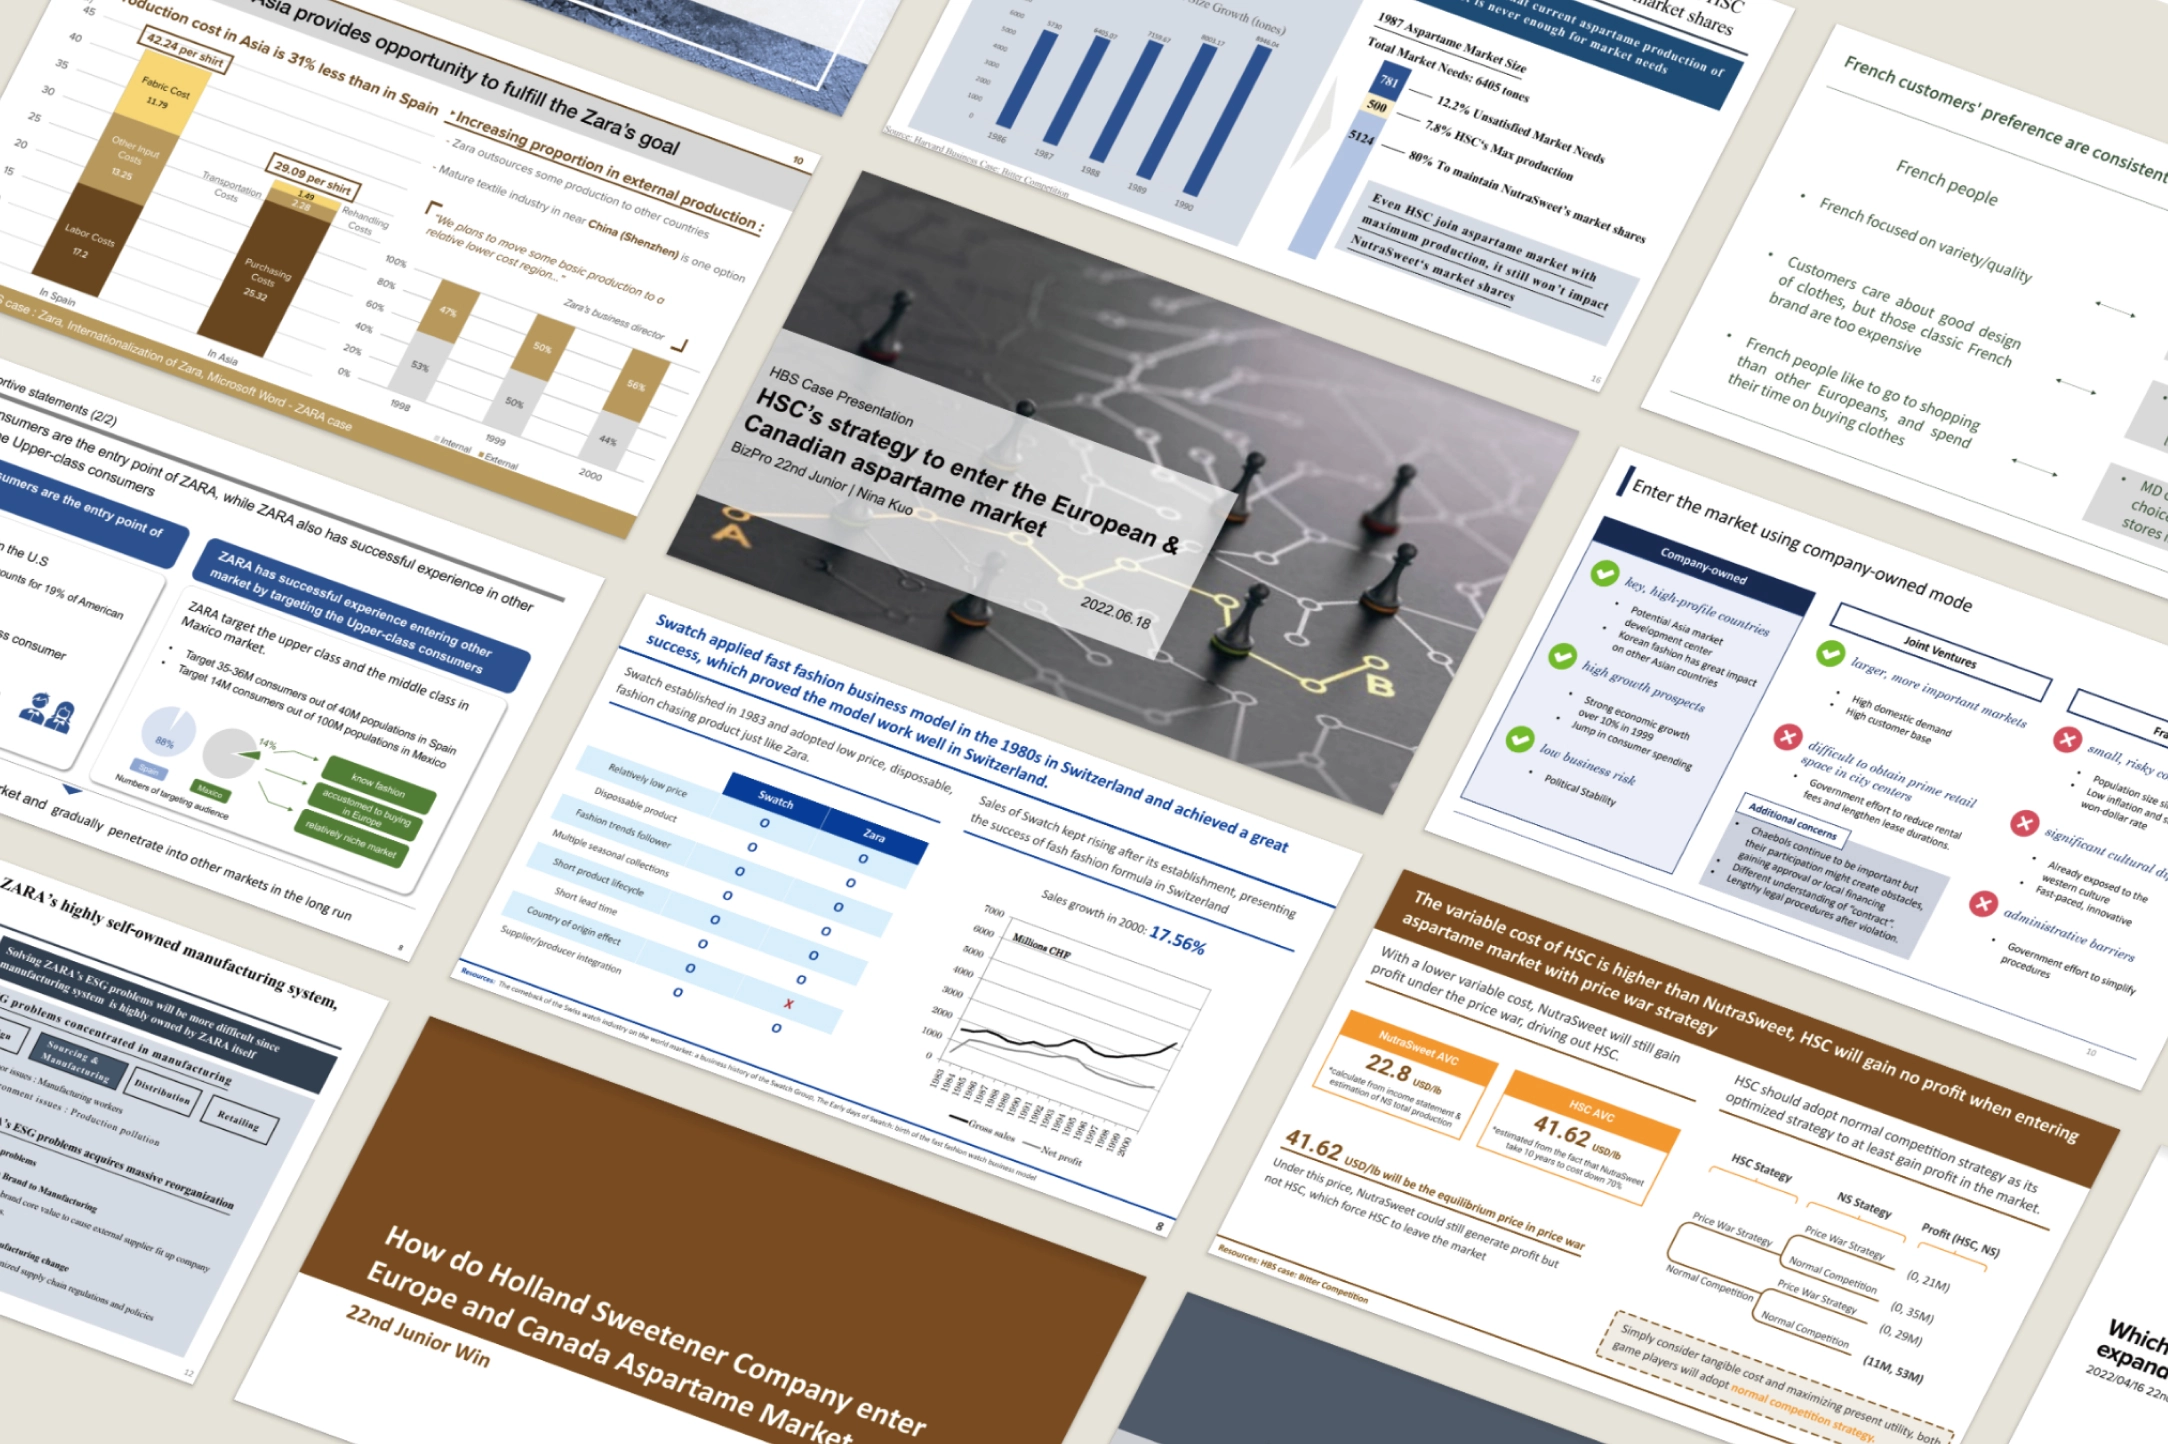 Asia provides opportunity to fulfill the Zara's goal
10
Production cost in Asia is 31% less than in Spain
45
40
35
30
25
20
15
42.24 per shirt
Fabric Cost
11.79
Other Input
Costs
13.25
Labor Costs
17.2
In Spain
29.09 per shirt
1.49
2.28
Transportation
Costs
Rehandling
Costs
Purchasing
Costs
25.32
In Asia
Increasing proportion in external production :
- Zara outsources some production to other countries
- Mature textile industry in near China (Shenzhen) is one option
"We plans to move some basic production to a
relative lower cost region..."
Zara's business director
100%
80%
60%
40%
20%
0%
47%
53%
50%
50%
56%
44%
1998
1999
2000
Internal
External
case : Zara, Internationalization of Zara, Microsoft Word - ZARA case
Size Growth (tones)
6000
5000
4000
3000
2000
1000
0
5730
6405.07
7159.67
8003.17
8946.04
1986
1987
1988
1989
1990
Source: Harvard Business Case: Bitter Competition
HSC
market shares
that current aspartame production of
is never enough for market needs
1987 Aspartame Market Size
Total Market Needs: 6405 tones
781
500
5124
12.2% Unsatisfied Market Needs
7.8% HSC's Max production
80% To maintain NutraSweet's market shares
Even HSC join aspartame market with
maximum production, it still won't impact
NutraSweet's market shares
16
French customers' preference are consistent
French people
• French focused on variety/quality
• Customers care about good design
of clothes, but those classic French
brand are too expensive
• French people like to go to shopping
than other Europeans, and spend
their time on buying clothes
• MD
choice
stores
HBS Case Presentation
HSC's strategy to enter the European &
Canadian aspartame market
BizPro 22nd Junior | Nina Kuo
2022.06.18
A
B
ortive statements (2/2)
nsumers are the entry point of ZARA, while ZARA also has successful experience in other
e Upper-class consumers
sumers are the entry point of
n the U.S
ounts for 19% of American
ss consumer
ZARA has successful experience entering other
market by targeting the Upper-class consumers
ZARA target the upper class and the middle class in
Maxico market.
• Target 35-36M consumers out of 40M populations in Spain
• Target 14M consumers out of 100M populations in Mexico
88%
Spain
14%
Maxico
Numbers of targeting audience
know fashion
accustomed to buying
in Europe
relatively niche market
rket and gradually penetrate into other markets in the long run
8
Swatch applied fast fashion business model in the 1980s in Switzerland and achieved a great
success, which proved the model work well in Switzerland.
Swatch established in 1983 and adopted low price, dispossable,
fashion chasing product just like Zara.
Swatch
Zara
Relatively low price
O
O
Dispossable product
O
O
Fashion trends follower
O
O
Multiple seasonal collections
O
O
Short product lifecycle
O
O
Short lead time
O
O
Country of origin effect
O
X
Supplier/producer integration
O
O
Sales of Swatch kept rising after its establishment, presenting
the success of fash fashion formula in Switzerland
Sales growth in 2000: 17.56%
Millions CHF
7000
6000
5000
4000
3000
2000
1000
0
1983
1984
1985
1986
1987
1988
1989
1990
1991
1992
1993
1994
1995
1996
1997
1998
1999
2000
Gross sales
Net profit
Resources: The comeback of the Swiss watch industry on the world market: a business history of the Swatch Group, The Early days of Swatch: birth of the fast fashion watch business model
8
Enter the market using company-owned mode
Company-owned
key, high-profile countries
• Potential Asia market
development center
• Korean fashion has great impact
on other Asian countries
high growth prospects
• Strong economic growth
over 10% in 1999
• Jump in consumer spending
low business risk
• Political Stability
Joint Ventures
larger, more important markets
• High domestic demand
• High customer base
difficult to obtain prime retail
space in city centers
• Government effort to reduce rental
fees and lengthen lease durations.
Additional concerns
• Chaebols continue to be important but
their participation might create obstacles,
gaining approval or local financing
• Different understanding of "contract".
• Lengthy legal procedures after violation.
Fra
small, risky co
• Population size s
• Low inflation and s
won-dollar rate
significant cultural di
• Already exposed to the
western culture
• Fast-paced, innovative
administrative barriers
• Government effort to simplify
procedures
10
ZARA's highly self-owned manufacturing system,
Solving ZARA's ESG problems will be more difficult since
manufacturing system is highly owned by ZARA itself
G problems concentrated in manufacturing
ign
Sourcing &
Manufacturing
Distribution
Retailing
or issues : Manufacturing workers
ronment issues : Production pollution
's ESG problems acquires massive reorganization
problems
Brand to Manufacturing
brand core value to cause external supplier fit up company
ufacturing change
nized supply chain regulations and policies
12
How do Holland Sweetener Company enter
Europe and Canada Aspartame Market
22nd Junior Win
The variable cost of HSC is higher than NutraSweet, HSC will gain no profit when entering
aspartame market with price war strategy
With a lower variable cost, NutraSweet will still gain
profit under the price war, driving out HSC.
NutraSweet AVC
22.8 USD/lb
*calculate from income statement &
estimation of NS total production
HSC AVC
41.62 USD/lb
*estimated from the fact that NutraSweet
take 10 years to cost down 70%
41.62 USD/lb will be the equilibrium price in price war
Under this price, NutraSweet could still generate profit but
not HSC, which force HSC to leave the market
HSC should adopt normal competition strategy as its
optimized strategy to at least gain profit in the market.
HSC Stategy
NS Stategy
Profit (HSC, NS)
Price War Strategy
Normal Competition
Price War Strategy
Normal Competition
Price War Strategy
Normal Competition
(0, 21M)
(0, 35M)
(0, 29M)
(11M, 53M)
Simply consider tangible cost and maximizing present utility, both
game players will adopt normal competition strategy.
Resources: HBS case: Bitter Competition
Which
expand
2022/04/16 22n